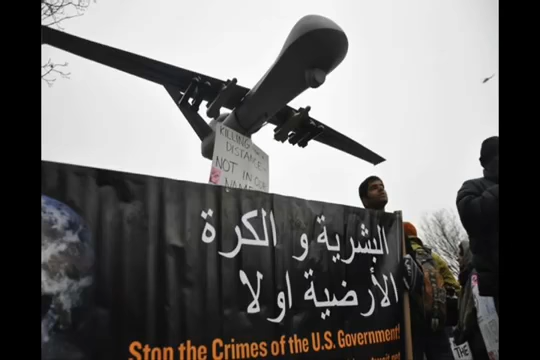 KILLING
DISTANCE
NOT IN OUR
NAME
البشرية و الكرة
الأرضية اولا
Stop the Crimes of the U.S. Government!